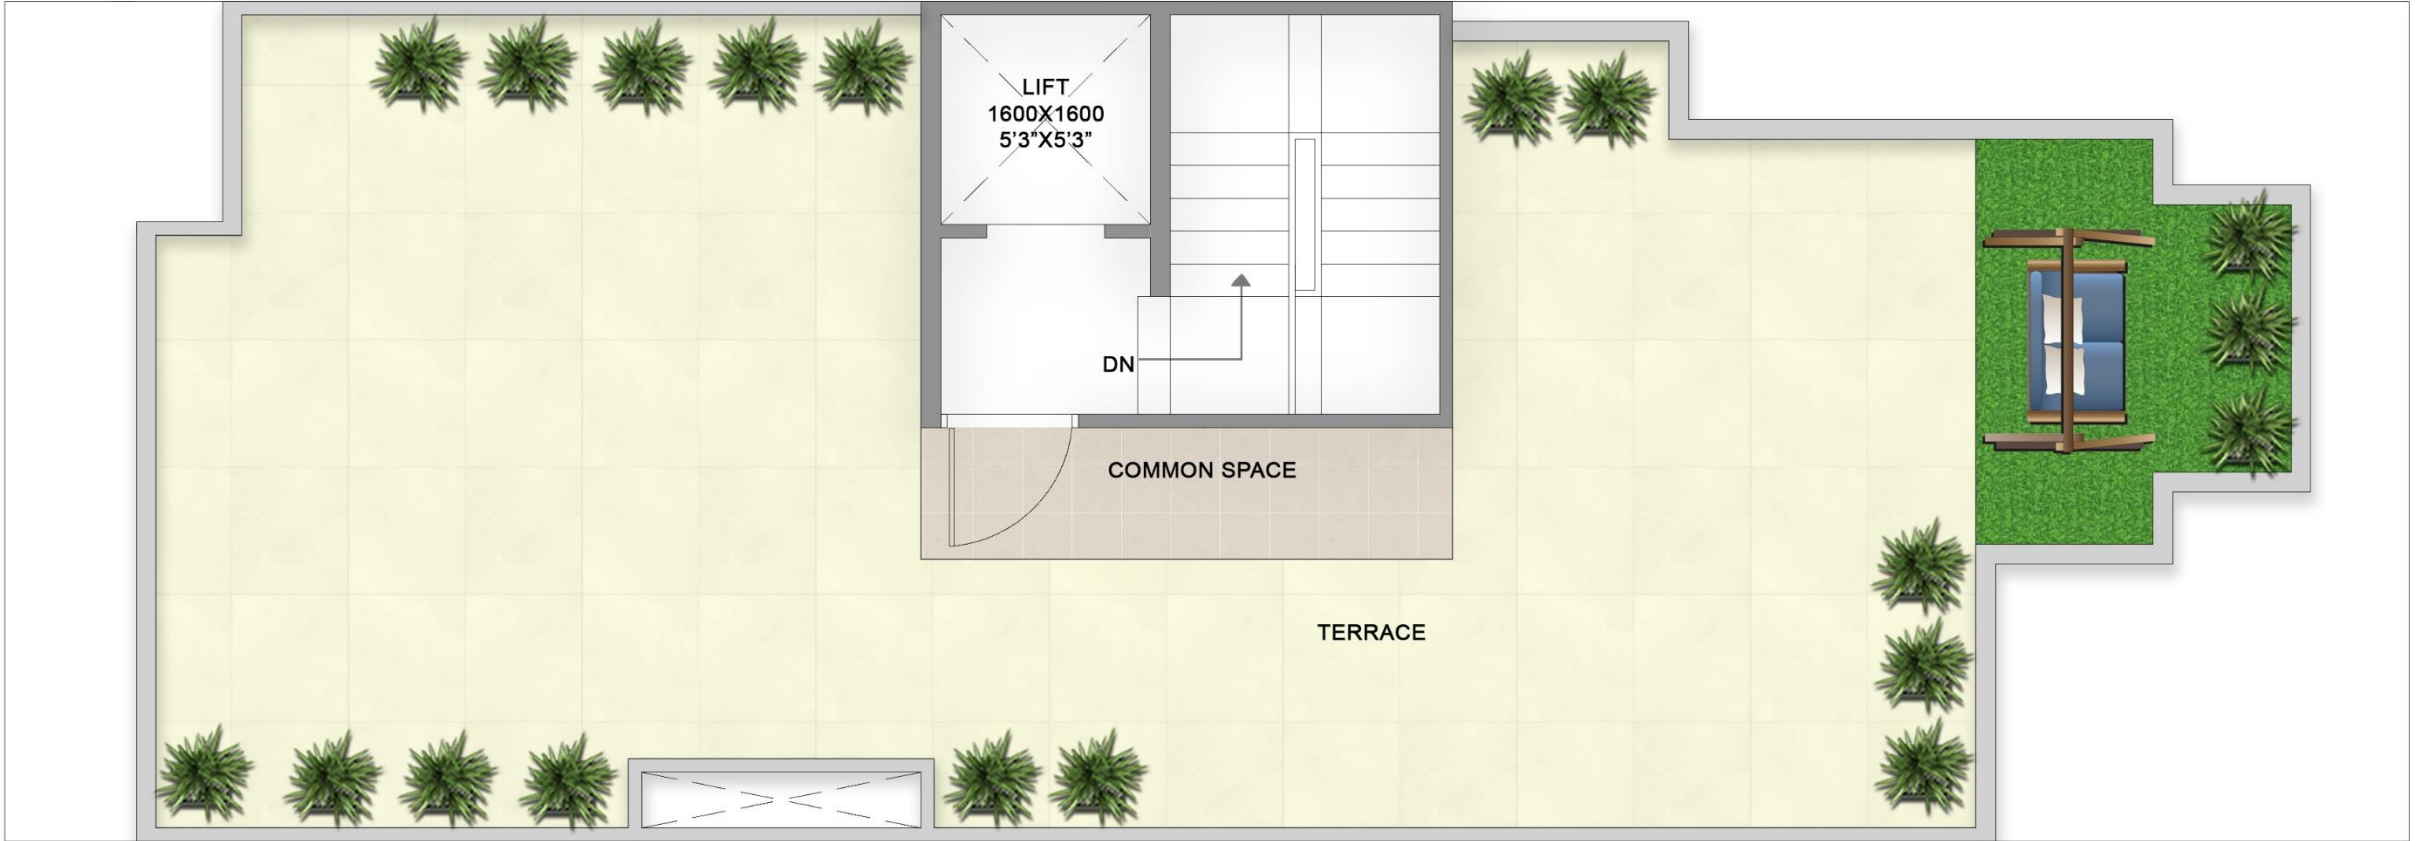 LIFT
1600X1600
5'3"X5'3"
DN
COMMON SPACE
TERRACE